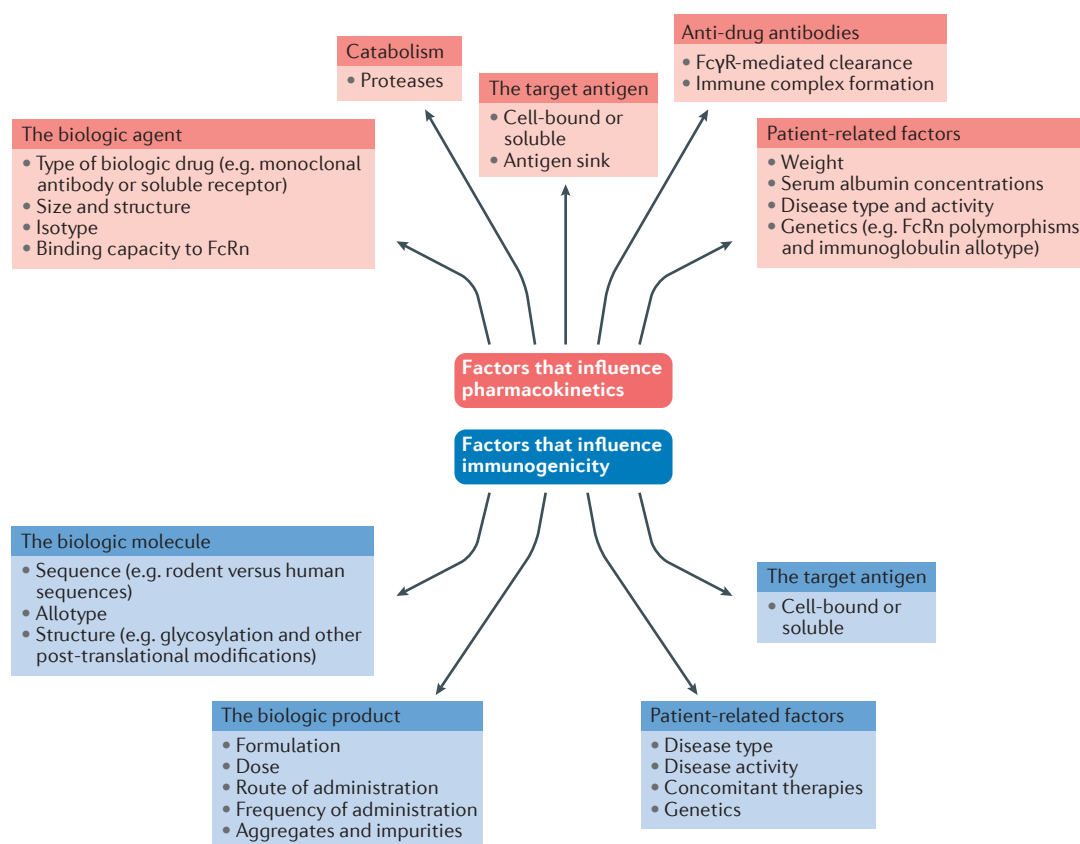 Anti-drug antibodies
• FcγR-mediated clearance
• Immune complex formation
Catabolism
• Proteases
The target antigen
• Cell-bound or
soluble
• Antigen sink
The biologic agent
• Type of biologic drug (e.g. monoclonal
antibody or soluble receptor)
• Size and structure
• Isotype
• Binding capacity to FcRn
Patient-related factors
• Weight
• Serum albumin concentrations
• Disease type and activity
• Genetics (e.g. FcRn polymorphisms
and immunoglobulin allotype)
Factors that influence
pharmacokinetics
Factors that influence
immunogenicity
The biologic molecule
• Sequence (e.g. rodent versus human
sequences)
• Allotype
• Structure (e.g. glycosylation and other
post-translational modifications)
The target antigen
• Cell-bound or
soluble
The biologic product
• Formulation
• Dose
• Route of administration
• Frequency of administration
• Aggregates and impurities
Patient-related factors
• Disease type
• Disease activity
• Concomitant therapies
• Genetics